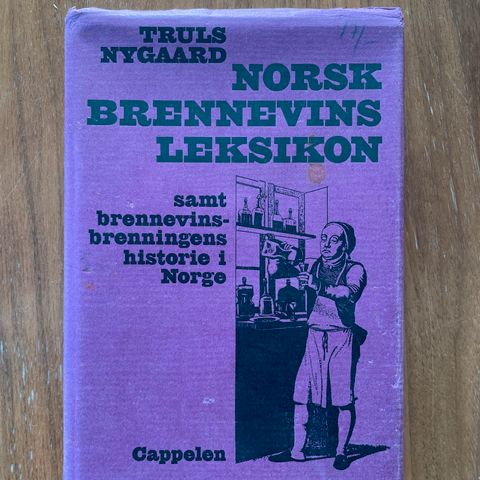 TRULS
NYGAARD
NORSK
BRENNEVINS
LEKSIKON
samt
brennevins-
brenningens
historie i
Norge
Cappelen